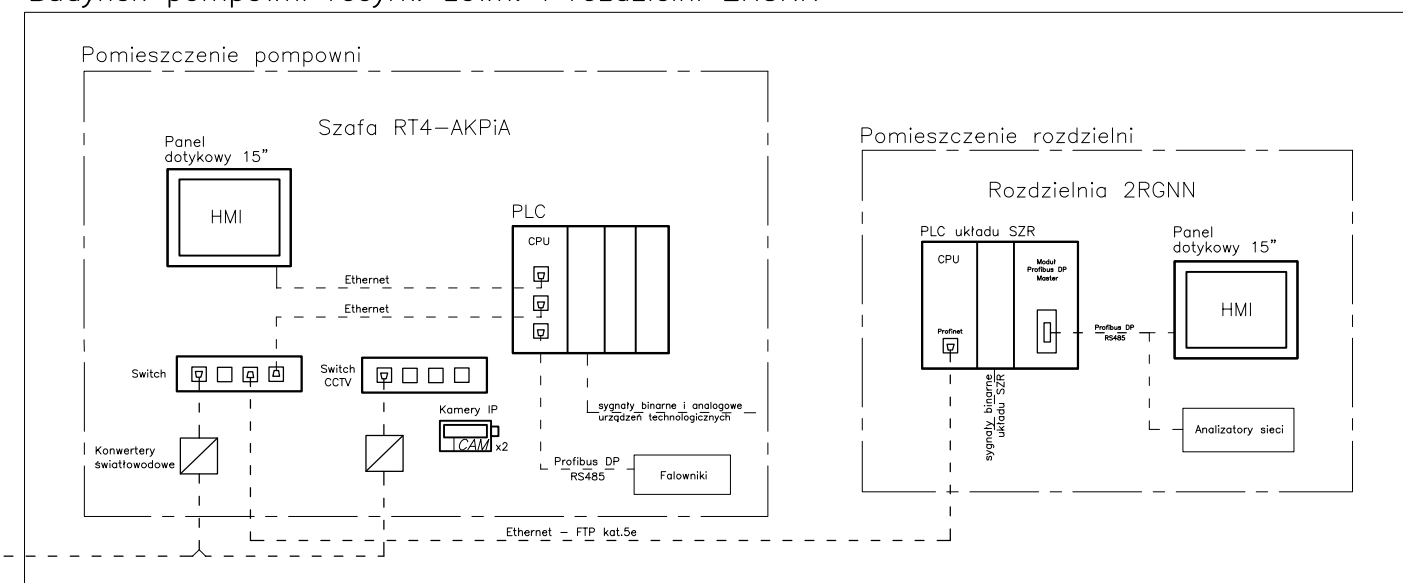 Pomieszczenie pompowni
Szafa RT4-AKPiA
Panel
dotykowy 15"
HMI
PLC
CPU
Ethernet
Ethernet
Switch
Switch
CCTV
Kamery IP
CAM x2
Konwertery
światłowodowe
sygnały binarne i analogowe
urządzeń technologicznych
Profibus DP
RS485
Falowniki
Ethernet - FTP kat.5e
Pomieszczenie rozdzielni
Rozdzielnia 2RGNN
PLC układu SZR
CPU
Moduł
Profibus DP
Master
Profinet
Profibus DP
RS485
Panel
dotykowy 15"
HMI
Analizatory sieci
sygnały binarne
układu SZR